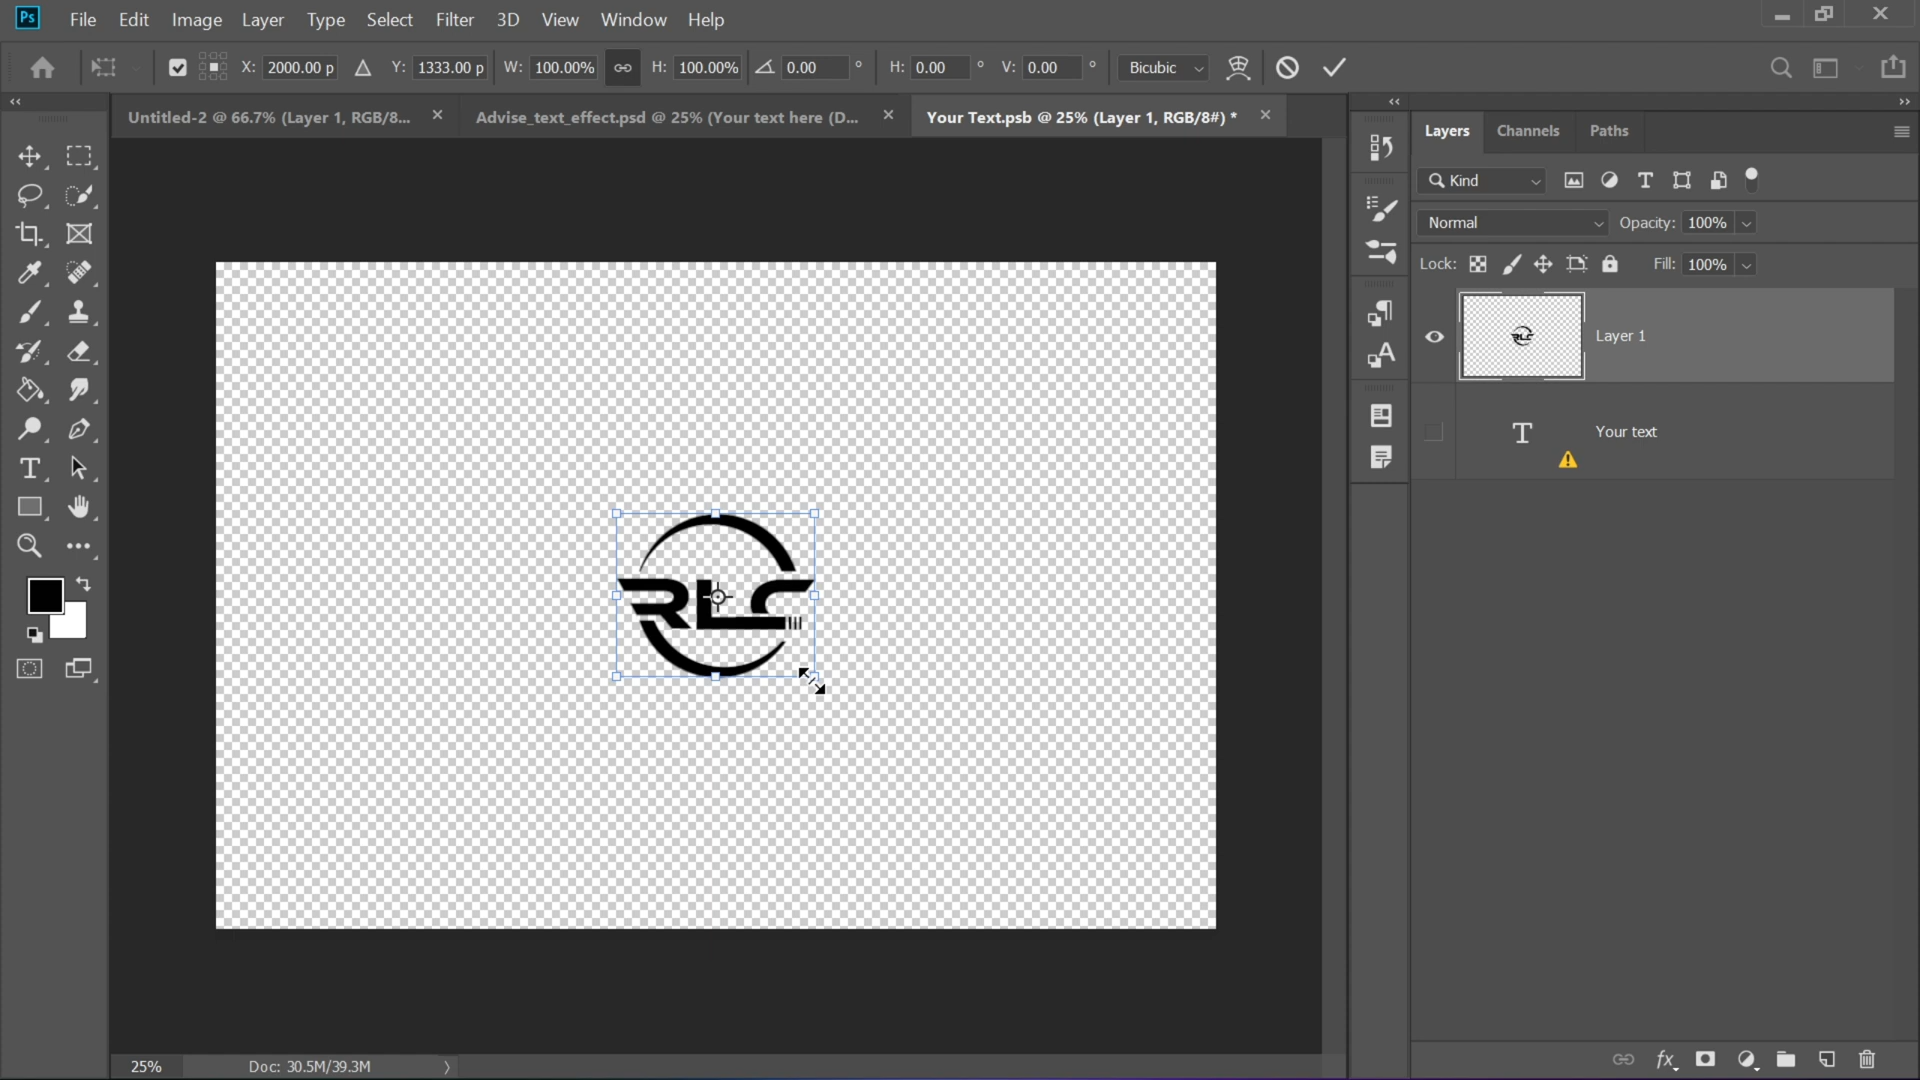 Ps File Edit Image Layer Type Select Filter 3D View Window Help
X: 2000.00 p Y: 1333.00 p W: 100.00% H: 100.00% 0.00 ° H: 0.00 ° V: 0.00 ° Bicubic
Untitled-2 @ 66.7% (Layer 1, RGB/8... × Advise_text_effect.psd @ 25% (Your text here (D... × Your Text.psb @ 25% (Layer 1, RGB/8#) * ×
Layers Channels Paths
Kind
Normal Opacity: 100%
Lock: Fill: 100%
Layer 1
Your text
RLC
25% Doc: 30.5M/39.3M
fx